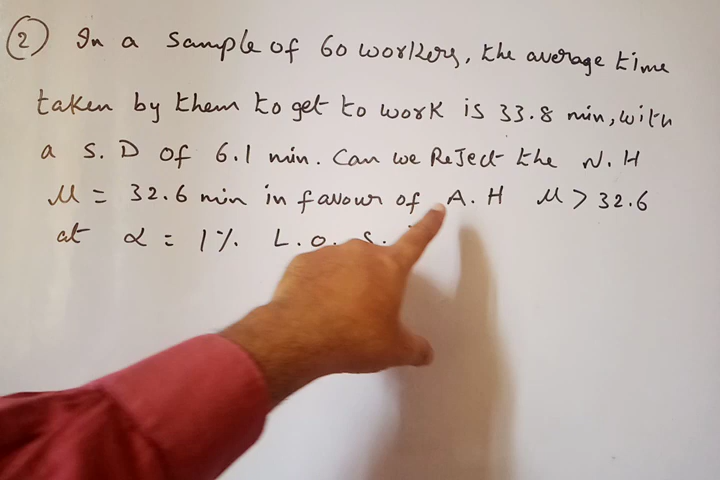 2 In a sample of 60 workers, the average time
taken by them to get to work is 33.8 min, with
a S.D of 6.1 min. Can we Reject the N.H
μ = 32.6 min in favour of A.H μ > 32.6
at α = 1% L.O.S.